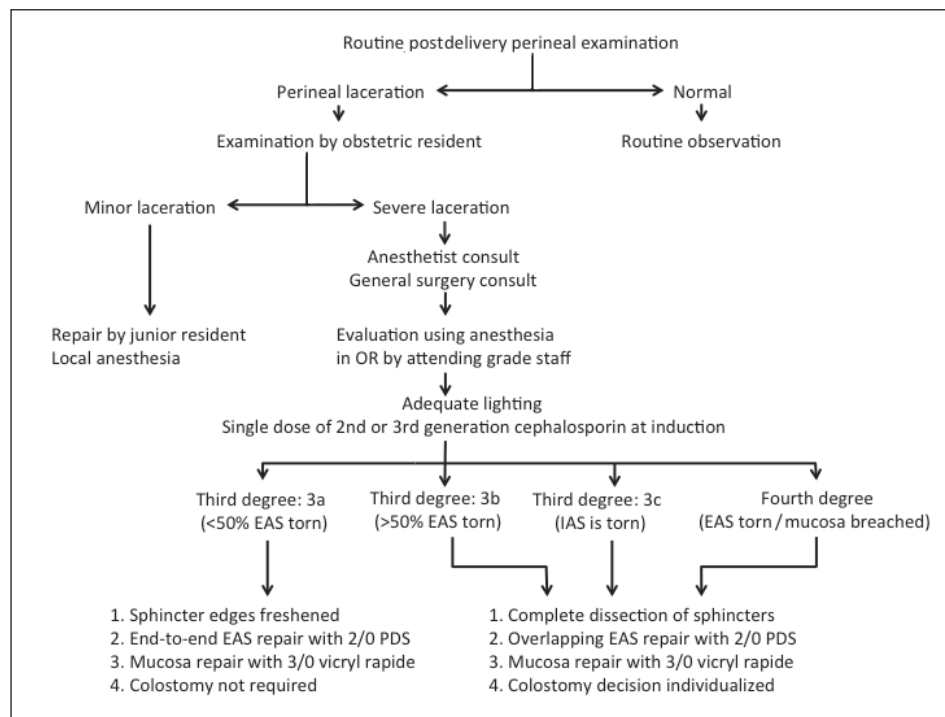 Routine postdelivery perineal examination
Perineal laceration
Normal
Examination by obstetric resident
Routine observation
Minor laceration
Severe laceration
Anesthetist consult
General surgery consult
Repair by junior resident
Local anesthesia
Evaluation using anesthesia
in OR by attending grade staff
Adequate lighting
Single dose of 2nd or 3rd generation cephalosporin at induction
Third degree: 3a
(<50% EAS torn)
Third degree: 3b
(>50% EAS torn)
Third degree: 3c
(IAS is torn)
Fourth degree
(EAS torn / mucosa breached)
1. Sphincter edges freshened
2. End-to-end EAS repair with 2/0 PDS
3. Mucosa repair with 3/0 vicryl rapide
4. Colostomy not required
1. Complete dissection of sphincters
2. Overlapping EAS repair with 2/0 PDS
3. Mucosa repair with 3/0 vicryl rapide
4. Colostomy decision individualized